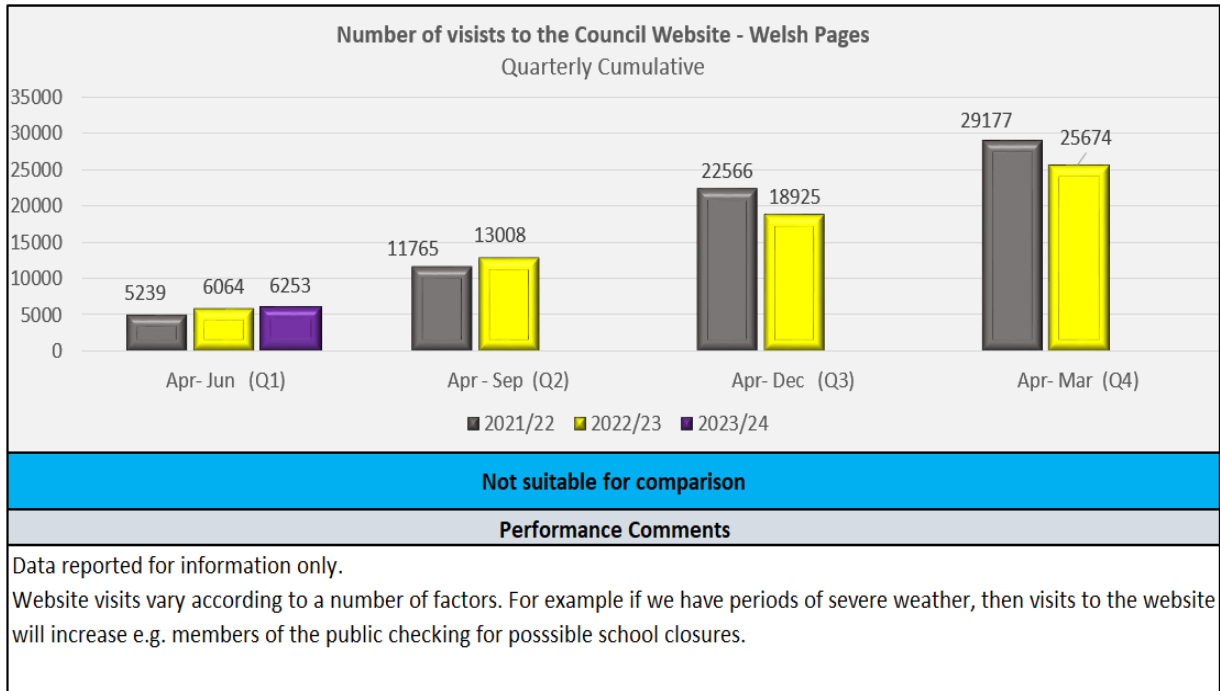 Number of visists to the Council Website - Welsh Pages
Quarterly Cumulative
35000
30000
25000
20000
15000
10000
5000
0
5239
6064
6253
11765
13008
22566
18925
29177
25674
Apr- Jun (Q1)
Apr - Sep (Q2)
Apr- Dec (Q3)
Apr- Mar (Q4)
2021/22 2022/23 2023/24
Not suitable for comparison
Performance Comments
Data reported for information only.
Website visits vary according to a number of factors. For example if we have periods of severe weather, then visits to the website
will increase e.g. members of the public checking for posssible school closures.